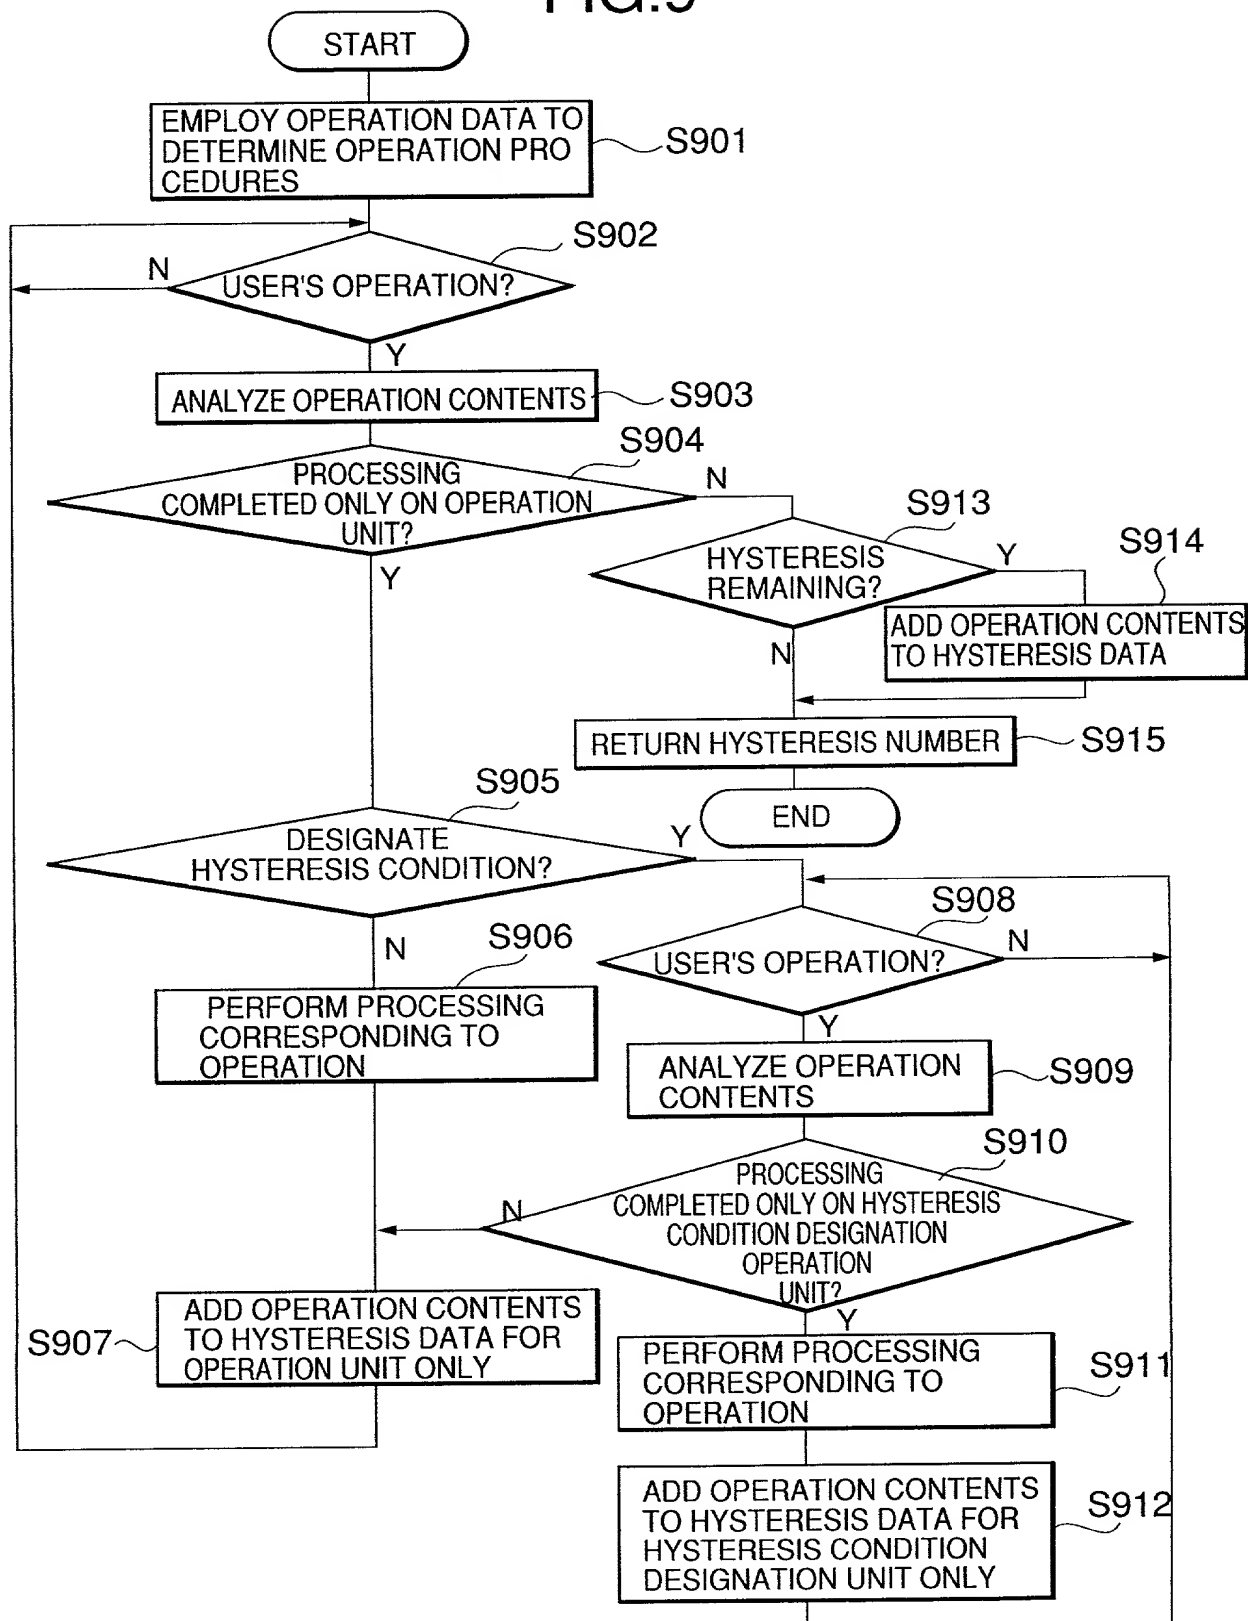 FIG.9
START
EMPLOY OPERATION DATA TO
DETERMINE OPERATION PRO
CEDURES
S901
S902
N
USER'S OPERATION?
Y
ANALYZE OPERATION CONTENTS
S903
S904
PROCESSING
COMPLETED ONLY ON OPERATION
UNIT?
N
Y
S913
HYSTERESIS
REMAINING?
Y
N
S914
ADD OPERATION CONTENTS
TO HYSTERESIS DATA
RETURN HYSTERESIS NUMBER
S915
END
S905
DESIGNATE
HYSTERESIS CONDITION?
Y
N
S906
PERFORM PROCESSING
CORRESPONDING TO
OPERATION
S908
USER'S OPERATION?
N
Y
ANALYZE OPERATION
CONTENTS
S909
S910
PROCESSING
COMPLETED ONLY ON HYSTERESIS
CONDITION DESIGNATION
OPERATION
UNIT?
N
Y
S907
ADD OPERATION CONTENTS
TO HYSTERESIS DATA FOR
OPERATION UNIT ONLY
PERFORM PROCESSING
CORRESPONDING TO
OPERATION
S911
ADD OPERATION CONTENTS
TO HYSTERESIS DATA FOR
HYSTERESIS CONDITION
DESIGNATION UNIT ONLY
S912